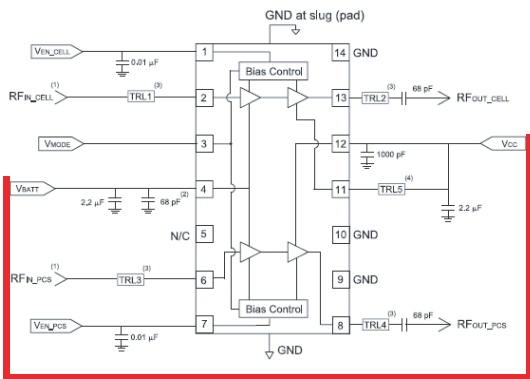 GND at slug (pad)
VEN_CELL
0.01 µF
1
14
GND
Bias Control
RFIN_CELL
(1)
TRL1
(3)
2
13
TRL2
(3)
68 pF
RFOUT_CELL
VMODE
3
12
1000 pF
VCC
VBATT
2.2 µF
68 pF
(2)
4
11
TRL5
(4)
2.2 µF
N/C
5
10
GND
RFIN_PCS
(1)
TRL3
(3)
6
9
GND
Bias Control
VEN_PCS
0.01 µF
7
8
TRL4
(3)
68 pF
RFOUT_PCS
GND